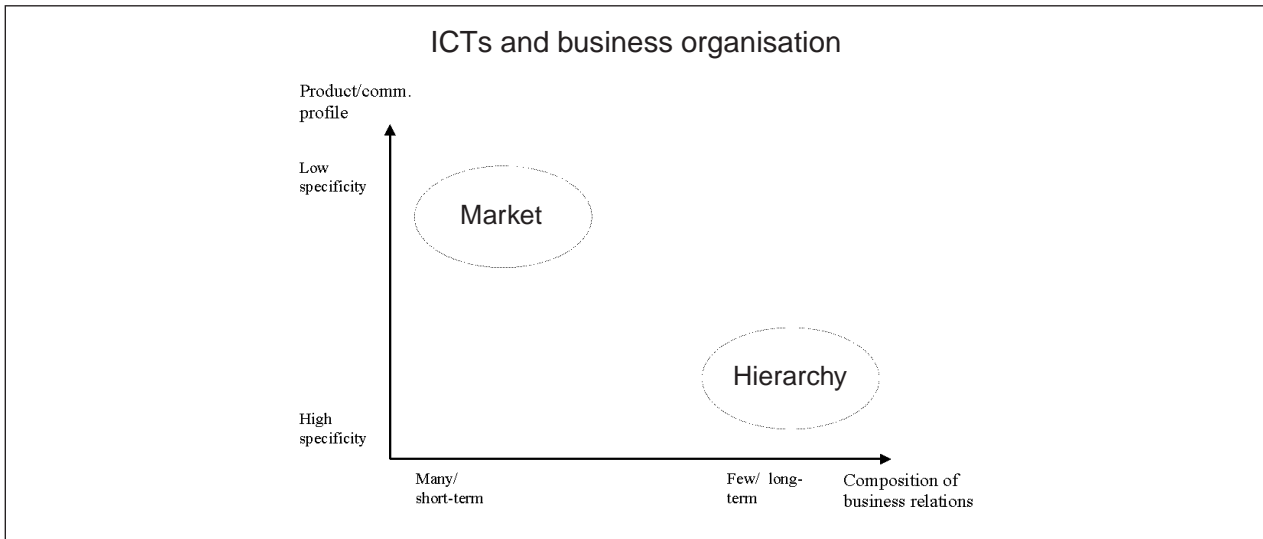 ICTs and business organisation
Product/comm.
profile
Low
specificity
Market
Hierarchy
High
specificity
Many/
short-term
Few/ long-
term
Composition of
business relations